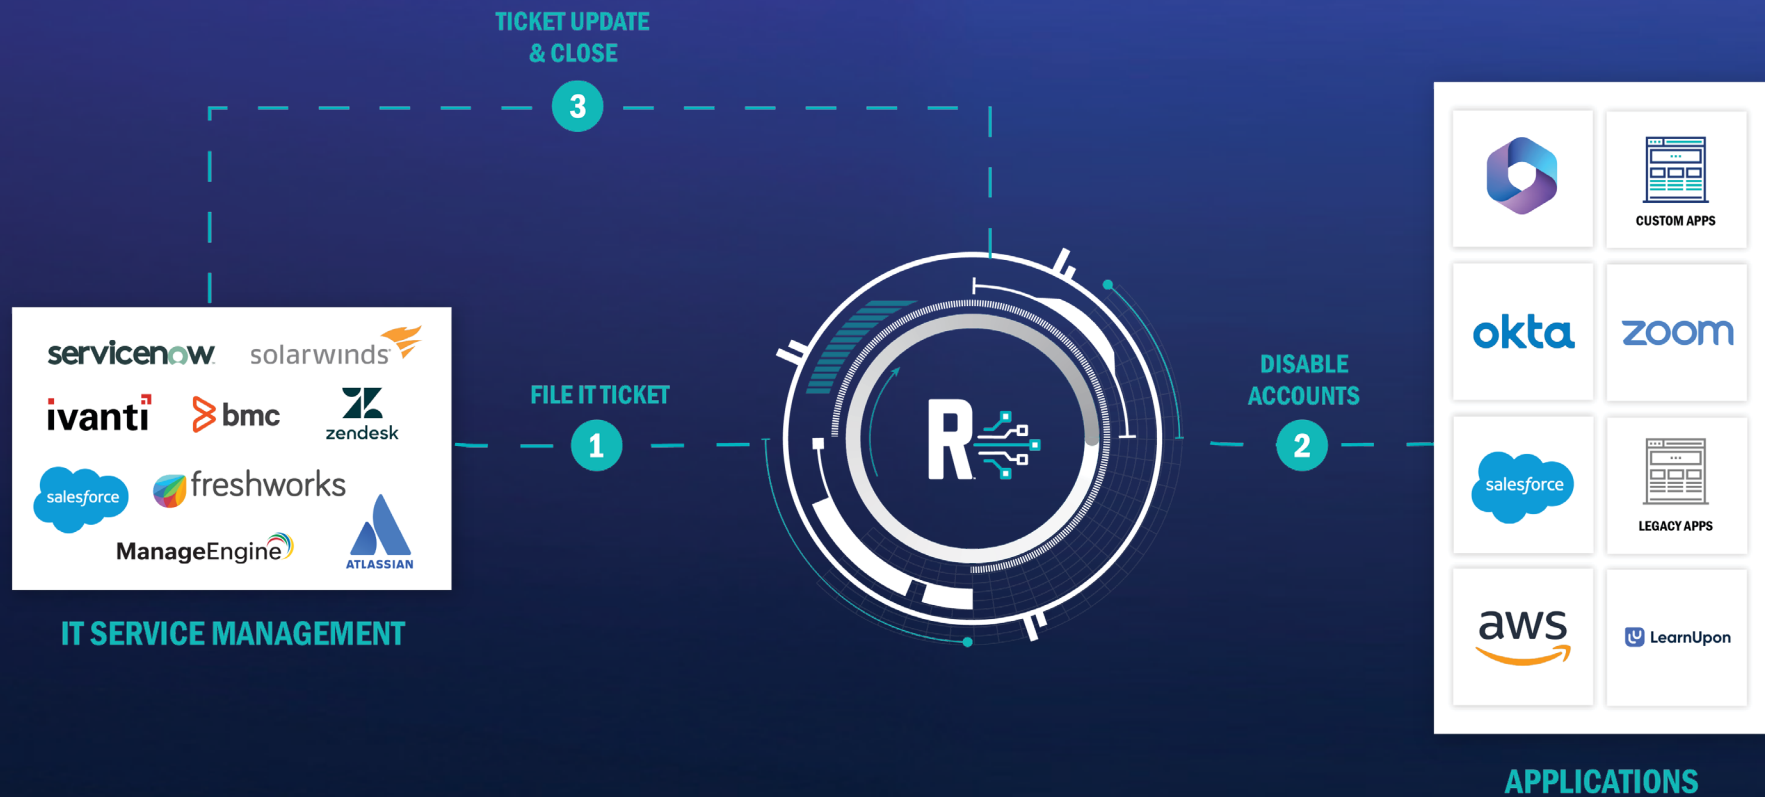 TICKET UPDATE
& CLOSE
3
servicenow
solarwinds
ivanti
bmc
zendesk
salesforce
freshworks
ManageEngine
ATLASSIAN
IT SERVICE MANAGEMENT
FILE IT TICKET
1
R
DISABLE
ACCOUNTS
2
CUSTOM APPS
okta
zoom
salesforce
LEGACY APPS
aws
LearnUpon
APPLICATIONS